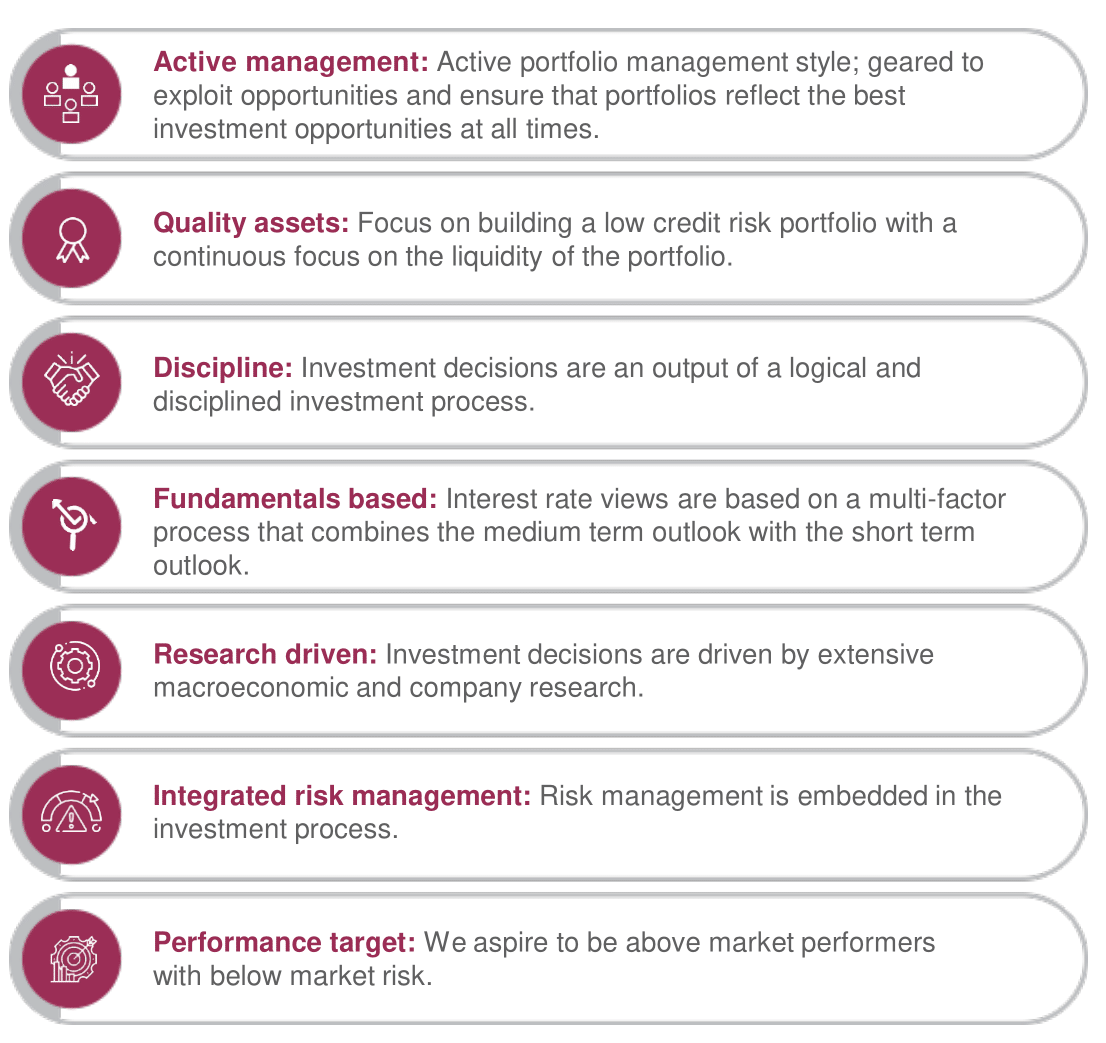 Active management: Active portfolio management style; geared to
exploit opportunities and ensure that portfolios reflect the best
investment opportunities at all times.
Quality assets: Focus on building a low credit risk portfolio with a
continuous focus on the liquidity of the portfolio.
Discipline: Investment decisions are an output of a logical and
disciplined investment process.
Fundamentals based: Interest rate views are based on a multi-factor
process that combines the medium term outlook with the short term
outlook.
Research driven: Investment decisions are driven by extensive
macroeconomic and company research.
Integrated risk management: Risk management is embedded in the
investment process.
Performance target: We aspire to be above market performers
with below market risk.